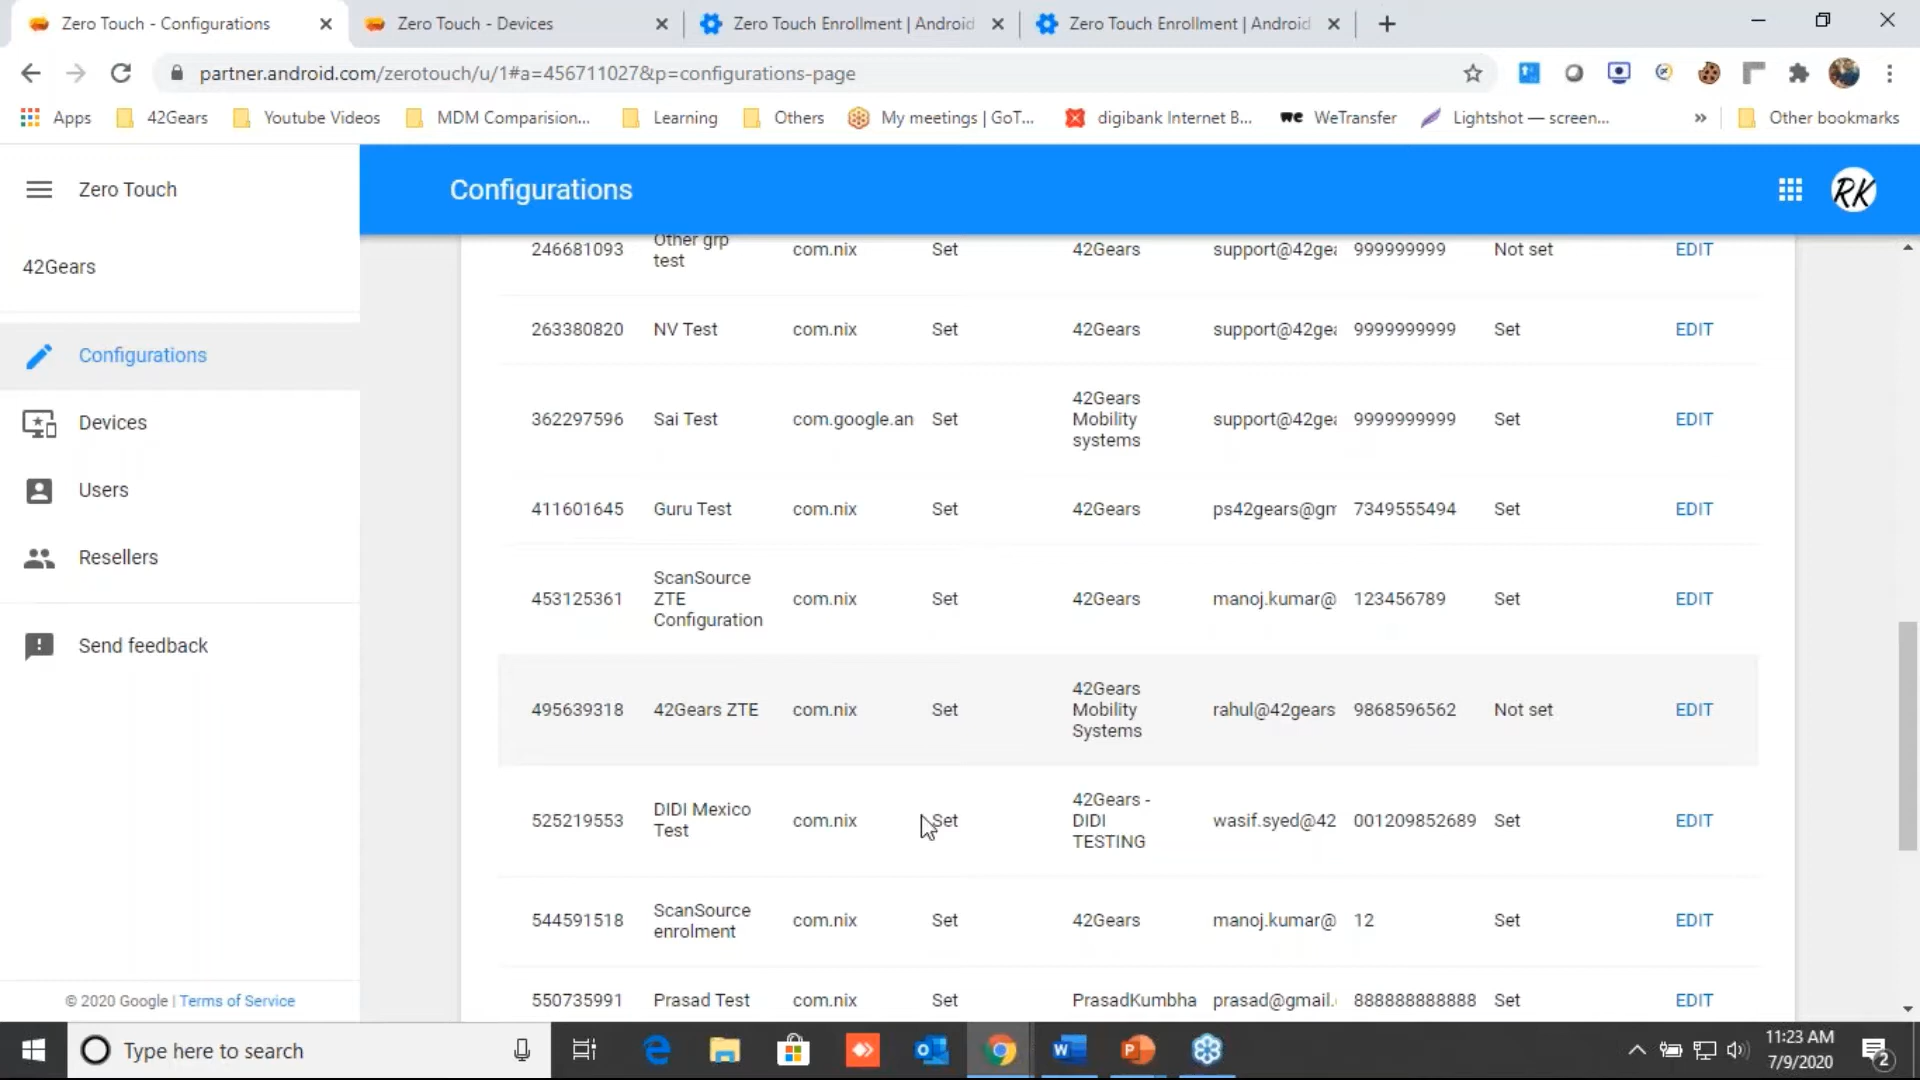 Zero Touch - Configurations
Zero Touch - Devices
Zero Touch Enrollment | Android
Zero Touch Enrollment | Android
partner.android.com/zerotouch/u/1#a=456711027&p=configurations-page
Apps
42Gears
Youtube Videos
MDM Comparision...
Learning
Others
My meetings | GoT...
digibank Internet B...
we WeTransfer
Lightshot — screen...
Other bookmarks
Zero Touch
Configurations
RK
42Gears
Configurations
Devices
Users
Resellers
Send feedback
© 2020 Google | Terms of Service
246681093 Other grp test com.nix Set 42Gears support@42gea 999999999 Not set EDIT
263380820 NV Test com.nix Set 42Gears support@42gea 9999999999 Set EDIT
362297596 Sai Test com.google.an Set 42Gears Mobility systems support@42gea 9999999999 Set EDIT
411601645 Guru Test com.nix Set 42Gears ps42gears@gm 7349555494 Set EDIT
453125361 ScanSource ZTE Configuration com.nix Set 42Gears manoj.kumar@ 123456789 Set EDIT
495639318 42Gears ZTE com.nix Set 42Gears Mobility Systems rahul@42gears 9868596562 Not set EDIT
525219553 DIDI Mexico Test com.nix Set 42Gears - DIDI TESTING wasif.syed@42 001209852689 Set EDIT
544591518 ScanSource enrolment com.nix Set 42Gears manoj.kumar@ 12 Set EDIT
550735991 Prasad Test com.nix Set PrasadKumbha prasad@gmail. 888888888888 Set EDIT
Type here to search
11:23 AM
7/9/2020
2